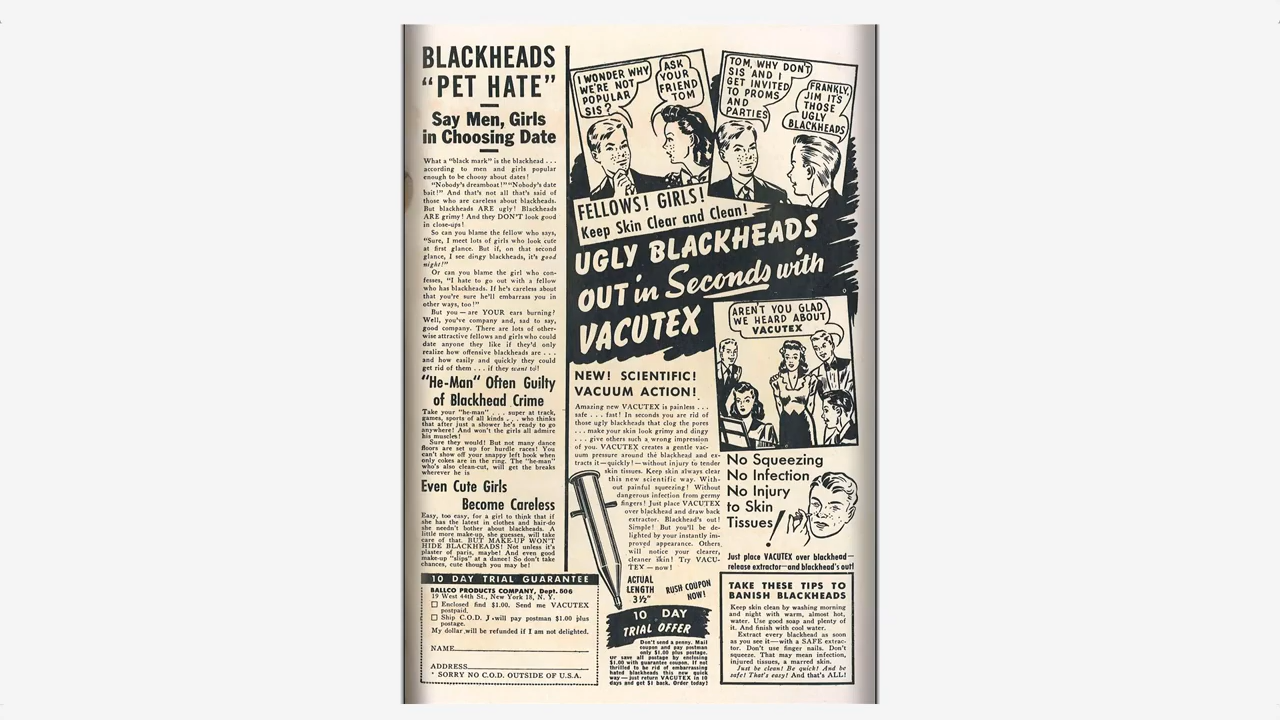 BLACKHEADS
"PET HATE"
Say Men, Girls
in Choosing Date
What a "black mark" is the blackhead . . .
according to men and girls popular
enough to be choosy about dates!
"Nobody's dreamboat!" "Nobody's date
bait!" And that's not all that's said of
those who are careless about blackheads.
But blackheads ARE ugly! Blackheads
ARE grimy! And they DON'T look good
in close-ups!
So can you blame the fellow who says,
"Sure, I meet lots of girls who look cute
at first glance. But if, on that second
glance, I see dingy blackheads, it's good
night!"
Or can you blame the girl who con-
fesses, "I hate to go out with a fellow
who has blackheads. If he's careless about
that you're sure he'll embarrass you in
other ways, too!"
But you — are YOUR ears burning?
Well, you've company and, sad to say,
good company. There are lots of other-
wise attractive fellows and girls who could
date anyone they like if they'd only
realize how offensive blackheads are . . .
and how easily and quickly they could
get rid of them . . . if they want to!
"He-Man" Often Guilty
of Blackhead Crime
Take your "he-man" . . . super at track,
games, sports of all kinds . . . who thinks
that after just a shower he's ready to go
anywhere! And won't the girls all admire
his muscles!
Sure they would! But not many dance
floors are set up for hurdle races! You
can't show off your snappy left hook when
only cokes are in the ring. The "he-man"
who's also clean-cut, will get the breaks
wherever he is
Even Cute Girls
Become Careless
Easy, too easy, for a girl to think that if
she has the latest in clothes and hair-do
she needn't bother about blackheads. A
little more make-up, she guesses, will take
care of that. BUT MAKE-UP WON'T
HIDE BLACKHEADS! Not unless it's
plaster of paris, maybe! And even good
make-up "slips" at a dance! So don't take
chances, cute though you may be!
10 DAY TRIAL GUARANTEE
BALLCO PRODUCTS COMPANY, Dept. 506
19 West 44th St., New York 18, N. Y.
Enclosed find $1.00. Send me VACUTEX
postpaid.
Ship C.O.D. I will pay postman $1.00 plus
postage.
My dollar will be refunded if I am not delighted.
NAME
ADDRESS
* SORRY NO C.O.D. OUTSIDE OF U.S.A.
I WONDER WHY
WE'RE NOT
POPULAR
SIS?
ASK
YOUR
FRIEND
TOM
TOM, WHY DON'T
SIS AND I
GET INVITED
TO PROMS
AND
PARTIES
FRANKLY,
JIM IT'S
THOSE
UGLY
BLACKHEADS
FELLOWS! GIRLS!
Keep Skin Clear and Clean!
UGLY BLACKHEADS
OUT in Seconds with
VACUTEX
AREN'T YOU GLAD
WE HEARD ABOUT
VACUTEX
NEW! SCIENTIFIC!
VACUUM ACTION!
Amazing new VACUTEX is painless . . .
safe . . . fast! In seconds you are rid of
those ugly blackheads that clog the pores
. . . make your skin look grimy and dingy
. . . give others such a wrong impression
of you. VACUTEX creates a gentle vac-
uum pressure around the blackhead and ex-
tracts it—quickly!—without injury to tender
skin tissues. Keep skin always clear
this new scientific way. With-
out painful squeezing! Without
dangerous infection from germy
fingers! Just place VACUTEX
over blackhead and draw back
extractor. Blackhead's out!
Simple! But you'll be de-
lighted by your instantly im-
proved appearance. Others
will notice your clearer,
cleaner skin! Try VACU-
TEX — now!
ACTUAL
LENGTH
3½"
RUSH COUPON
NOW!
10 DAY
TRIAL OFFER
Don't send a penny. Mail
coupon and pay postman
only $1.00 plus postage.
Or save all postage by enclosing
$1.00 with guarantee coupon. If not
thrilled to be rid of embarrassing
hated blackheads this new quick
way — just return VACUTEX in 10
days and get $1 back. Order today!
No Squeezing
No Infection
No Injury
to Skin
Tissues!
Just place VACUTEX over blackhead—
release extractor—and blackhead's out!
TAKE THESE TIPS TO
BANISH BLACKHEADS
Keep skin clean by washing morning
and night with warm, almost hot,
water. Use good soap and plenty of
it. And finish with cool water.
Extract every blackhead as soon
as you see it—with a SAFE extrac-
tor. Don't use finger nails. Don't
squeeze. That may mean infection,
injured tissues, a marred skin.
Just be clean! Be quick! And be
safe! That's easy! And that's ALL!